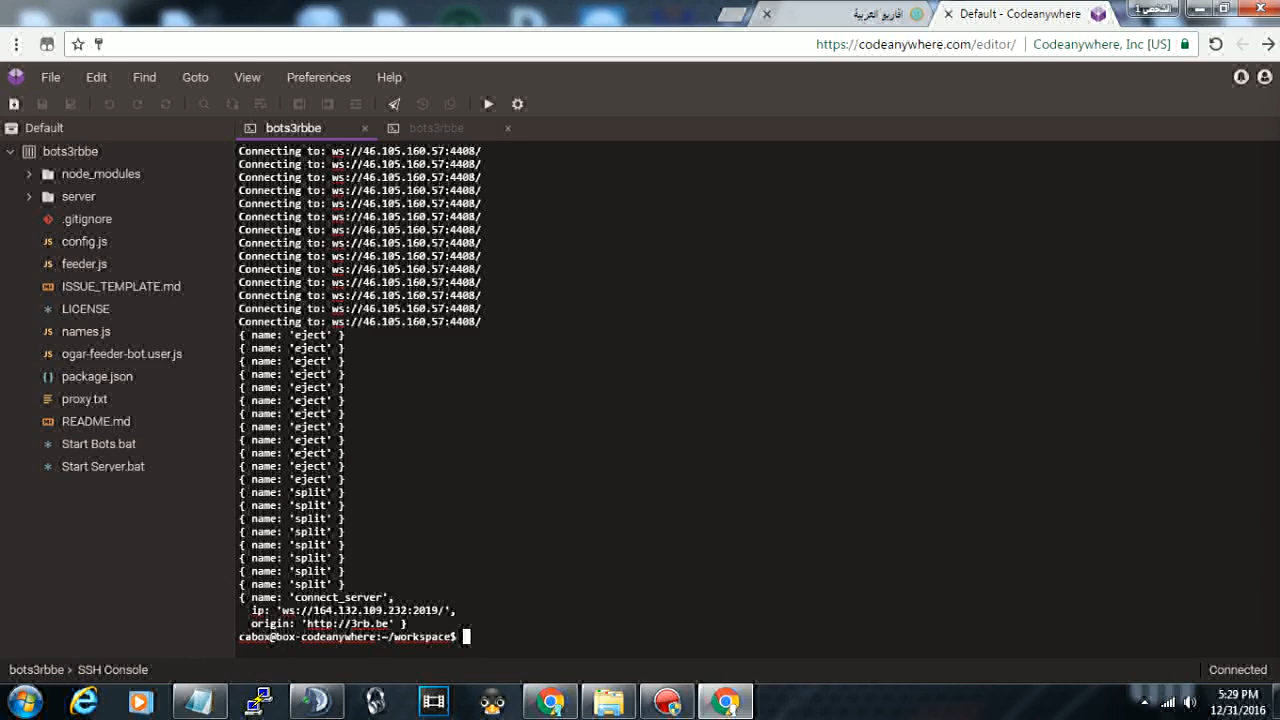 اقاريو التربية
Default - Codeanywhere
الشخص 1
https://codeanywhere.com/editor/ Codeanywhere, Inc [US]
File Edit Find Goto View Preferences Help
Default
bots3rbbe
bots3rbbe
bots3rbbe
node_modules
server
.gitignore
config.js
feeder.js
ISSUE_TEMPLATE.md
LICENSE
names.js
ogar-feeder-bot.user.js
package.json
proxy.txt
README.md
Start Bots.bat
Start Server.bat
Connecting to: ws://46.105.160.57:4408/
Connecting to: ws://46.105.160.57:4408/
Connecting to: ws://46.105.160.57:4408/
Connecting to: ws://46.105.160.57:4408/
Connecting to: ws://46.105.160.57:4408/
Connecting to: ws://46.105.160.57:4408/
Connecting to: ws://46.105.160.57:4408/
Connecting to: ws://46.105.160.57:4408/
Connecting to: ws://46.105.160.57:4408/
Connecting to: ws://46.105.160.57:4408/
Connecting to: ws://46.105.160.57:4408/
Connecting to: ws://46.105.160.57:4408/
Connecting to: ws://46.105.160.57:4408/
Connecting to: ws://46.105.160.57:4408/
{ name: 'eject' }
{ name: 'eject' }
{ name: 'eject' }
{ name: 'eject' }
{ name: 'eject' }
{ name: 'eject' }
{ name: 'eject' }
{ name: 'eject' }
{ name: 'eject' }
{ name: 'eject' }
{ name: 'eject' }
{ name: 'eject' }
{ name: 'split' }
{ name: 'split' }
{ name: 'split' }
{ name: 'split' }
{ name: 'split' }
{ name: 'split' }
{ name: 'split' }
{ name: 'split' }
{ name: 'connect_server',
ip: 'ws://164.132.109.232:2019/',
origin: 'http://3rb.be' }
cabox@box-codeanywhere:~/workspace$
bots3rbbe > SSH Console
Connected
5:29 PM
12/31/2016